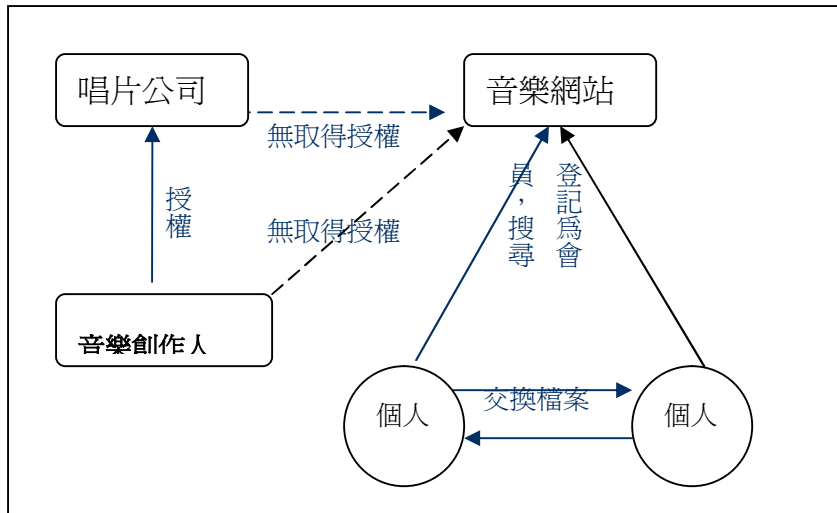 唱片公司
音樂網站
無取得授權
授權
無取得授權
登記為會
員，搜尋
音樂創作人
個人
交換檔案
個人